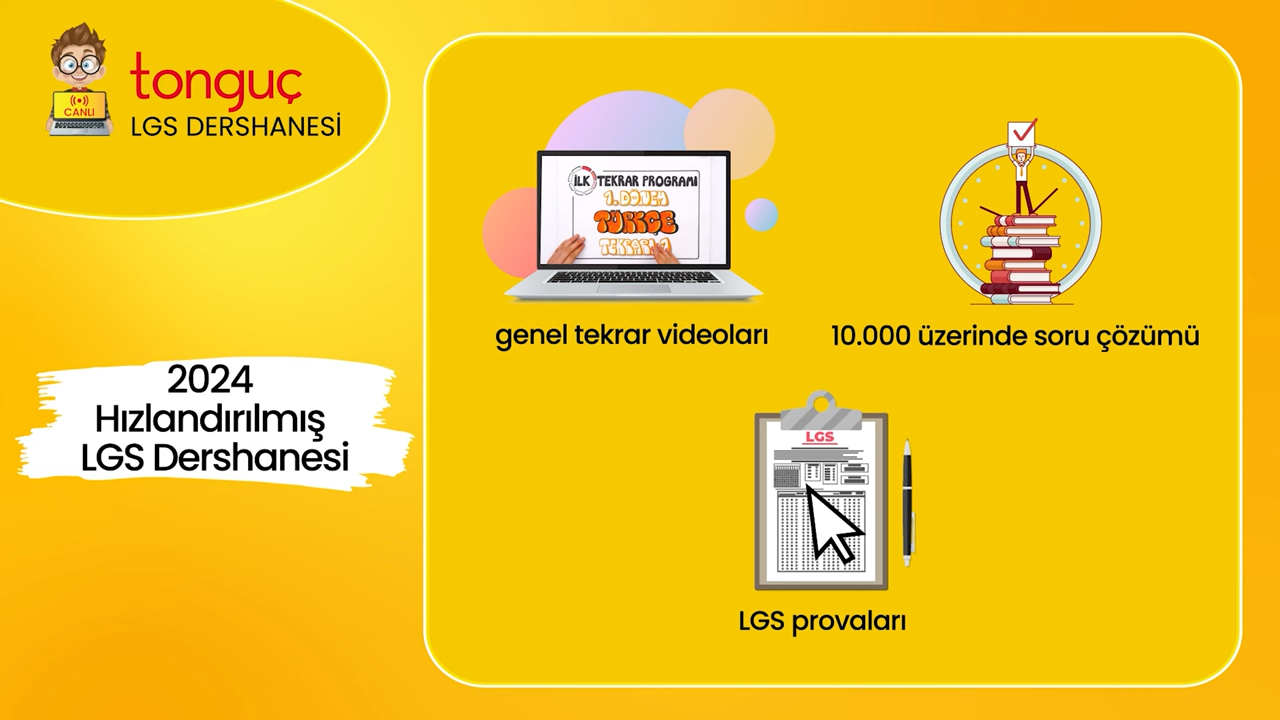 CANLI
tonguç
LGS DERSHANESİ
2024
Hızlandırılmış
LGS Dershanesi
İLK TEKRAR PROGRAMI
1. DÖNEM
TÜRKÇE
genel tekrar videoları
10.000 üzerinde soru çözümü
LGS
LGS provaları